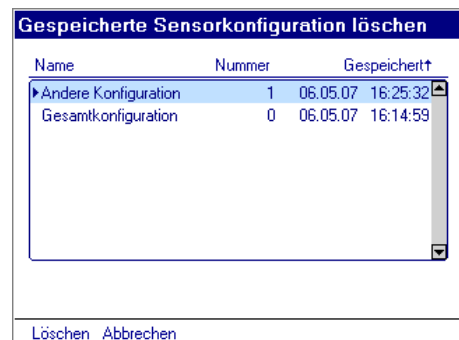 Gespeicherte Sensorkonfiguration löschen
Name Nummer Gespeichert↑
Andere Konfiguration 1 06.05.07 16:25:32
Gesamtkonfiguration 0 06.05.07 16:14:59
Löschen Abbrechen